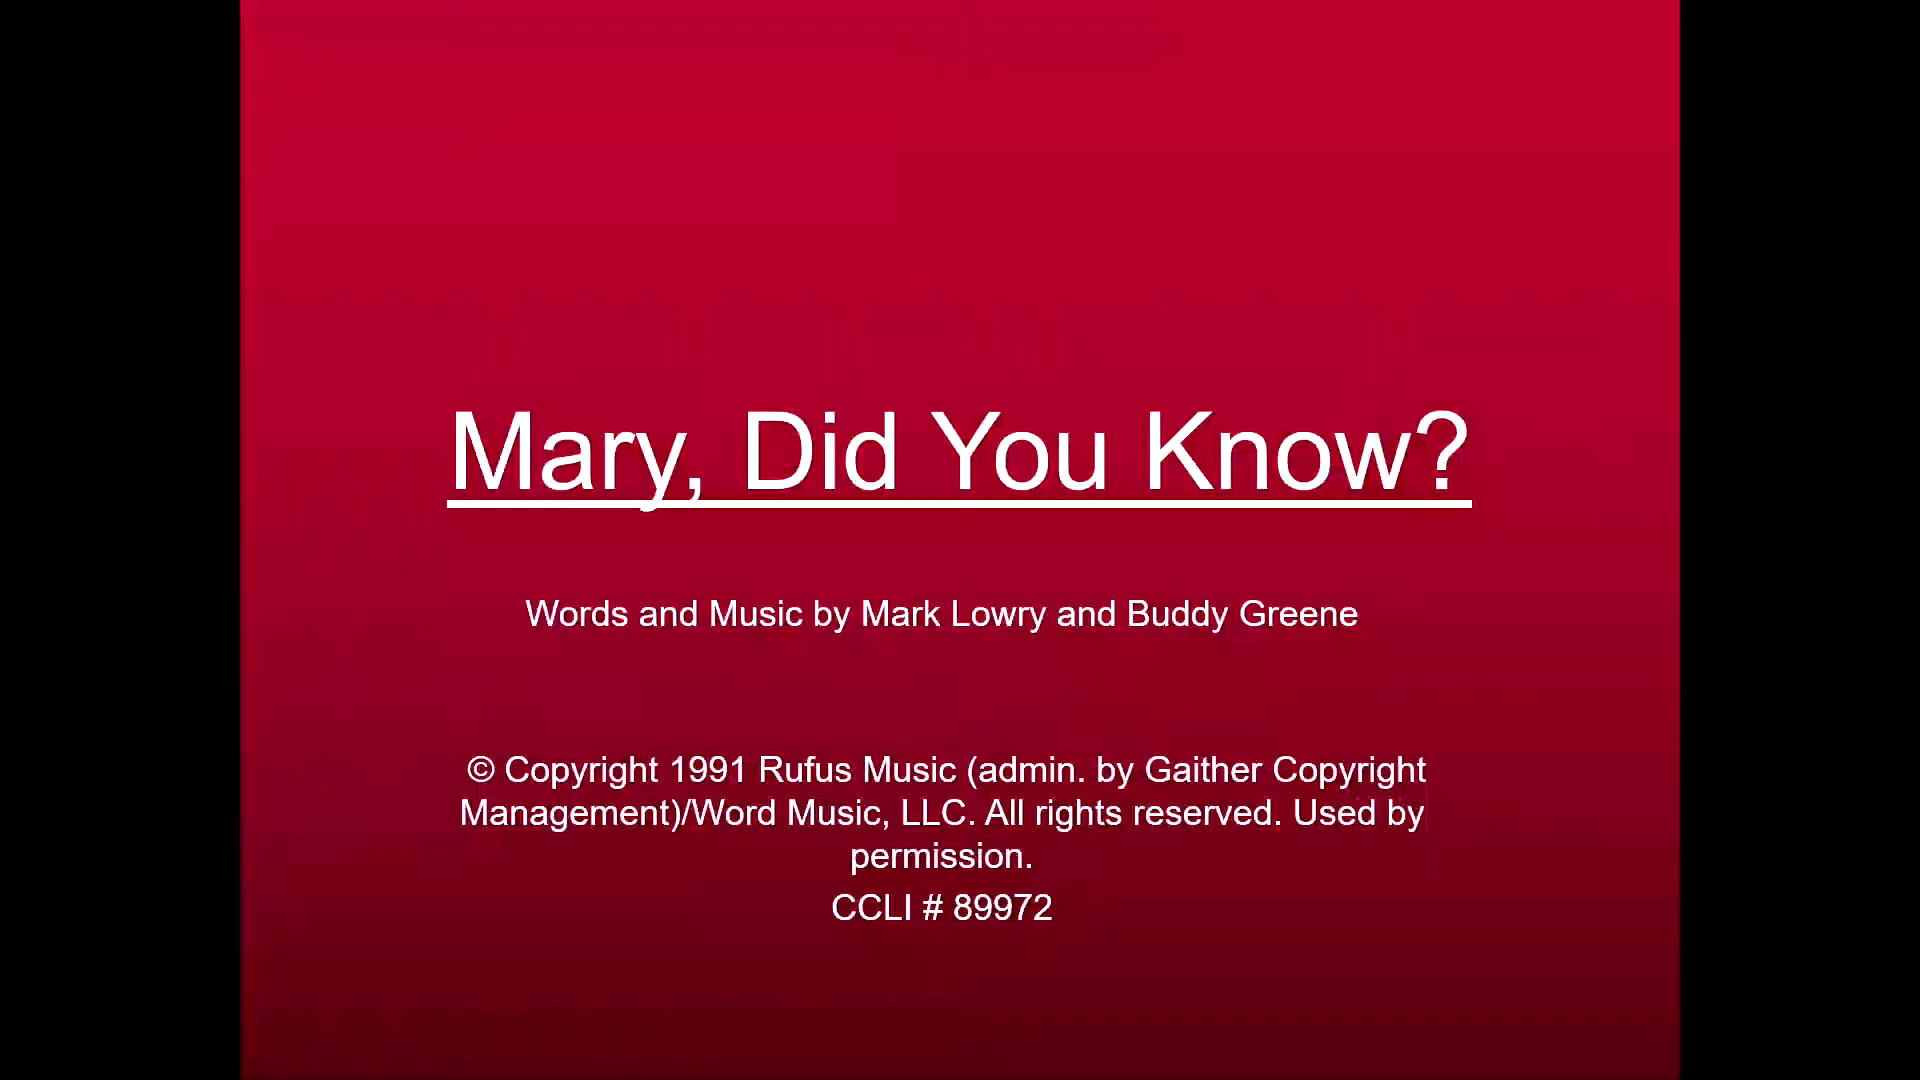 Mary, Did You Know?
Words and Music by Mark Lowry and Buddy Greene
© Copyright 1991 Rufus Music (admin. by Gaither Copyright
Management)/Word Music, LLC. All rights reserved. Used by
permission.
CCLI # 89972